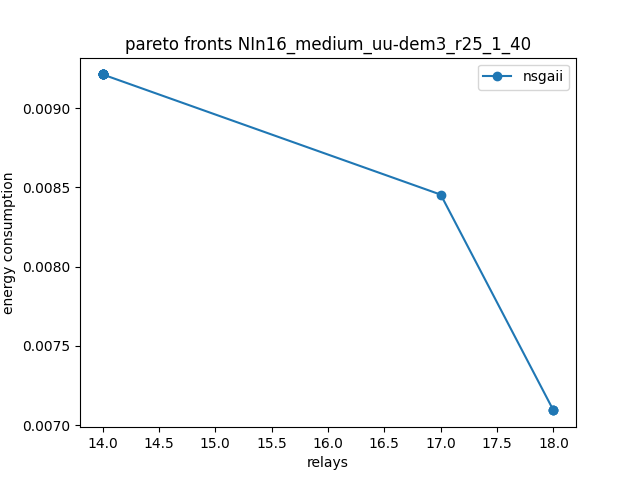 pareto fronts NIn16_medium_uu-dem3_r25_1_40
nsgaii
energy consumption
0.0090
0.0085
0.0080
0.0075
0.0070
14.0 14.5 15.0 15.5 16.0 16.5 17.0 17.5 18.0
relays